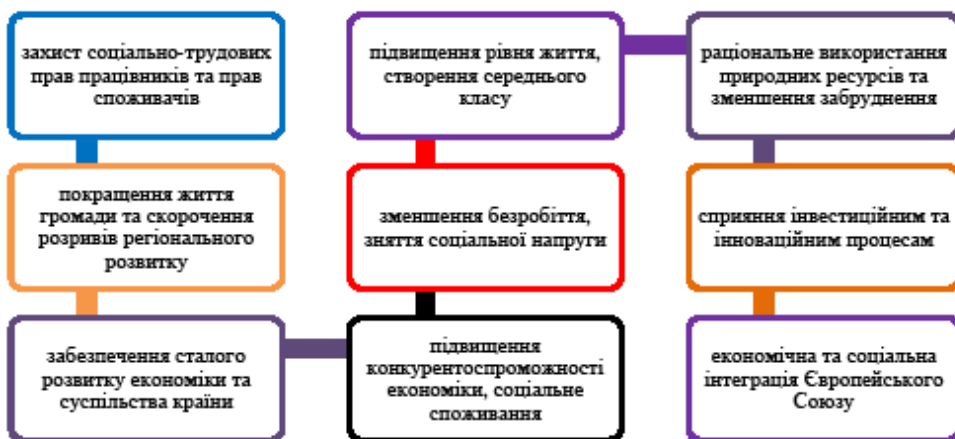 захист соціально-трудових
прав працівників та прав
споживачів
покращення життя
громади та скорочення
розривів регіонального
розвитку
забезпечення сталого
розвитку економіки та
суспільства країни
підвищення
конкурентоспроможності
економіки, соціальне
споживання
зменшення безробіття,
зняття соціальної напруги
підвищення рівня життя,
створення середнього
класу
раціональне використання
природних ресурсів та
зменшення забруднення
сприяння інвестиційним та
інноваційним процесам
економічна та соціальна
інтеграція Європейського
Союзу